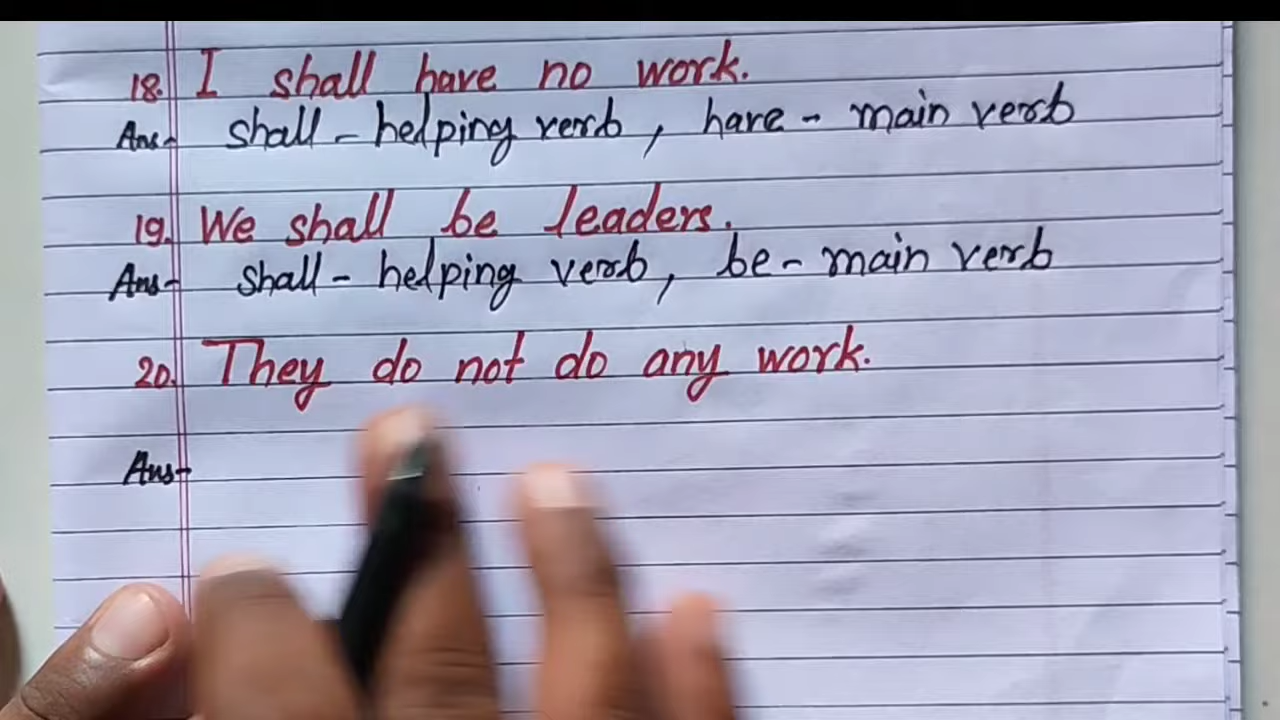 18. I shall have no work.
Ans- shall - helping verb, have - main verb
19. We shall be leaders.
Ans- shall - helping verb, be - main verb
20. They do not do any work.
Ans-